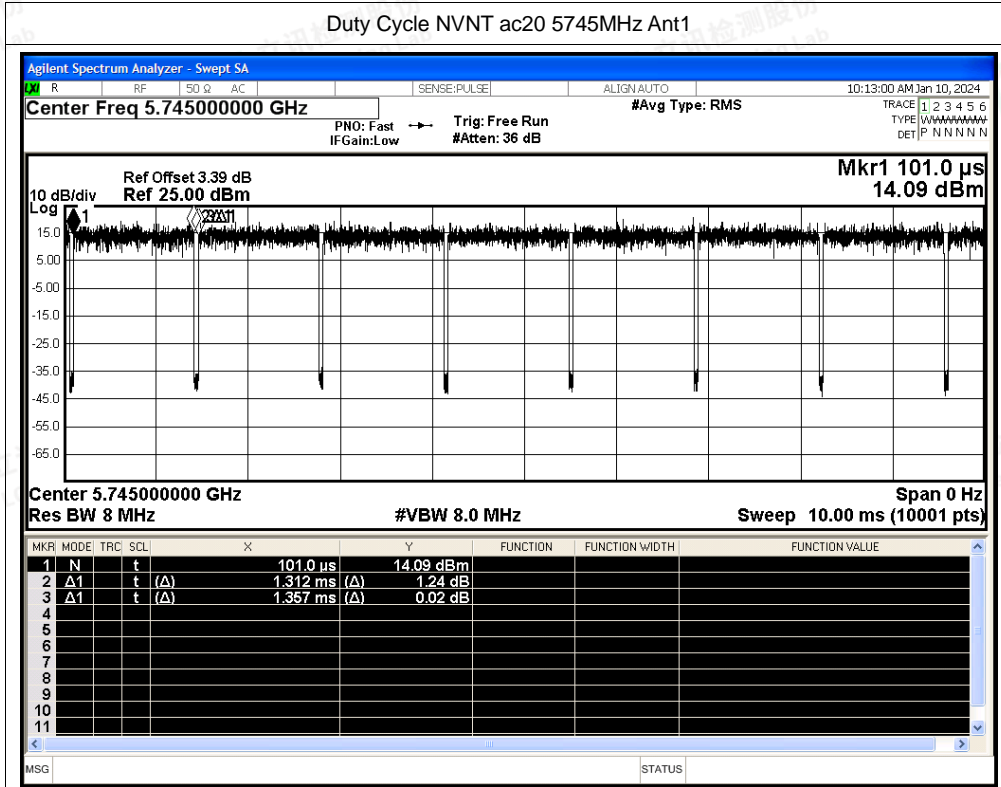 Duty Cycle NVNT ac20 5745MHz Ant1
Agilent Spectrum Analyzer - Swept SA
LXI R RF 50 Ω AC SENSE:PULSE ALIGN AUTO 10:13:00 AM Jan 10, 2024
Center Freq 5.745000000 GHz #Avg Type: RMS TRACE 1 2 3 4 5 6
PNO: Fast Trig: Free Run TYPE WWWWWW
IFGain:Low #Atten: 36 dB DET P N N N N N
Ref Offset 3.39 dB Mkr1 101.0 µs
10 dB/div Ref 25.00 dBm 14.09 dBm
Log
1
15.0
5.00
-5.00
-15.0
-25.0
-35.0
-45.0
-55.0
-65.0
Center 5.745000000 GHz Span 0 Hz
Res BW 8 MHz #VBW 8.0 MHz Sweep 10.00 ms (10001 pts)
MKR MODE TRC SCL X Y FUNCTION FUNCTION WIDTH FUNCTION VALUE
1 N t 101.0 µs 14.09 dBm
2 Δ1 t (Δ) 1.312 ms (Δ) 1.24 dB
3 Δ1 t (Δ) 1.357 ms (Δ) 0.02 dB
4
5
6
7
8
9
10
11
MSG STATUS